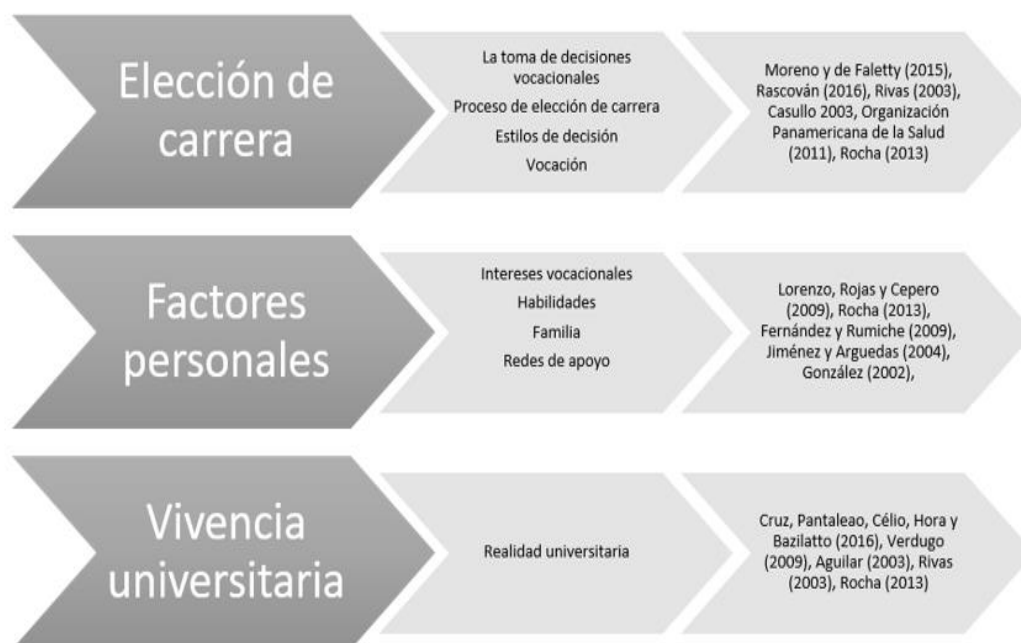 Elección de
carrera
La toma de decisiones
vocacionales
Proceso de elección de carrera
Estilos de decisión
Vocación
Moreno y de Faletty (2015),
Rascován (2016), Rivas (2003),
Casullo 2003, Organización
Panamericana de la Salud
(2011), Rocha (2013)
Factores
personales
Intereses vocacionales
Habilidades
Familia
Redes de apoyo
Lorenzo, Rojas y Cepero
(2009), Rocha (2013),
Fernández y Rumiche (2009),
Jiménez y Arguedas (2004),
González (2002),
Vivencia
universitaria
Realidad universitaria
Cruz, Pantaleao, Célio, Hora y
Bazilatto (2016), Verdugo
(2009), Aguilar (2003), Rivas
(2003), Rocha (2013)